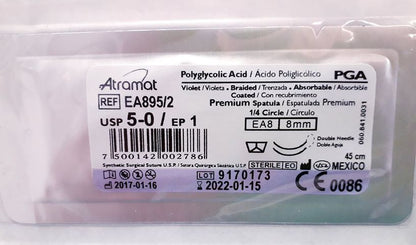 Atramat
REF EA895/2
USP 5-0 / EP 1
7 500142 002786
Synthetic Surgical Suture U.S.P. / Sutura Quirúrgica Sintética U.S.P.
2017-01-16
Polyglycolic Acid / Ácido Poliglicólico PGA
Violet / Violeta - Braided / Trenzada - Absorbable / Absorbible
Coated / Con recubrimiento
Premium Spatula / Espatulada Premium
1/4 Circle / Círculo
EA8 8mm
Double Needle
Doble Aguja
45 cm
STERILE EO MEXICO
LOT 9170173
2022-01-15
CE 0086
060.841.0031